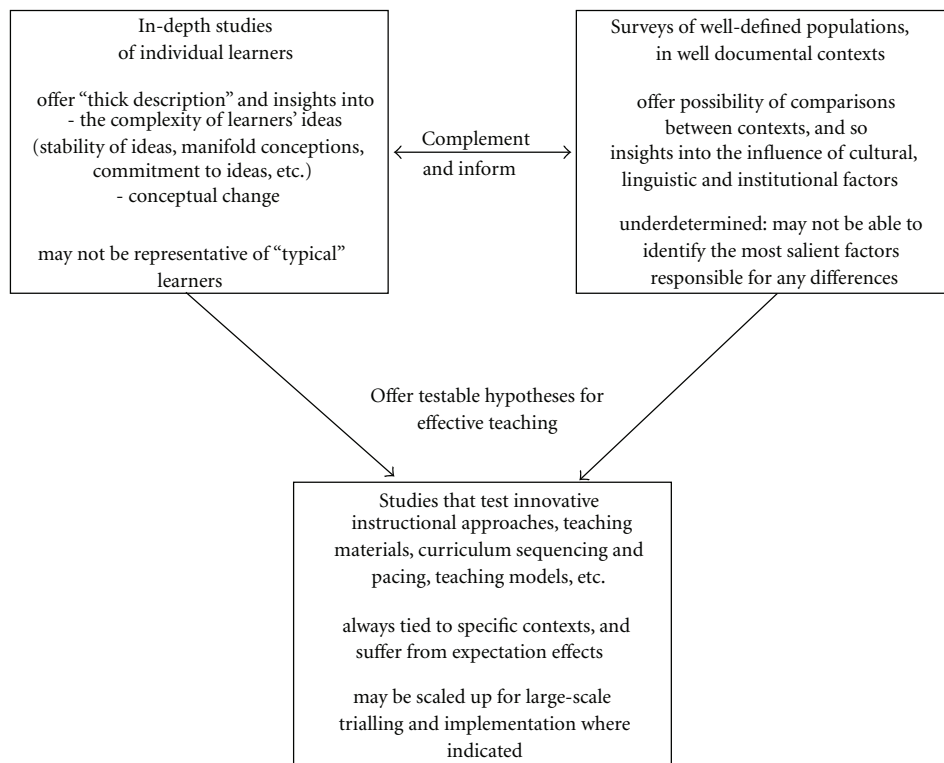 In-depth studies
of individual learners
offer “thick description” and insights into
- the complexity of learners’ ideas
(stability of ideas, manifold conceptions,
commitment to ideas, etc.)
- conceptual change
may not be representative of “typical”
learners
Complement
and inform
Surveys of well-defined populations,
in well documental contexts
offer possibility of comparisons
between contexts, and so
insights into the influence of cultural,
linguistic and institutional factors
underdetermined: may not be able to
identify the most salient factors
responsible for any differences
Offer testable hypotheses for
effective teaching
Studies that test innovative
instructional approaches, teaching
materials, curriculum sequencing and
pacing, teaching models, etc.
always tied to specific contexts, and
suffer from expectation effects
may be scaled up for large-scale
trialling and implementation where
indicated